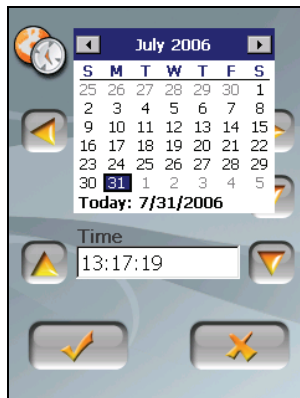 July 2006
S M T W T F S
25 26 27 28 29 30 1
2 3 4 5 6 7 8
9 10 11 12 13 14 15
16 17 18 19 20 21 22
23 24 25 26 27 28 29
30 31 1 2 3 4 5
Today: 7/31/2006
Time
13:17:19